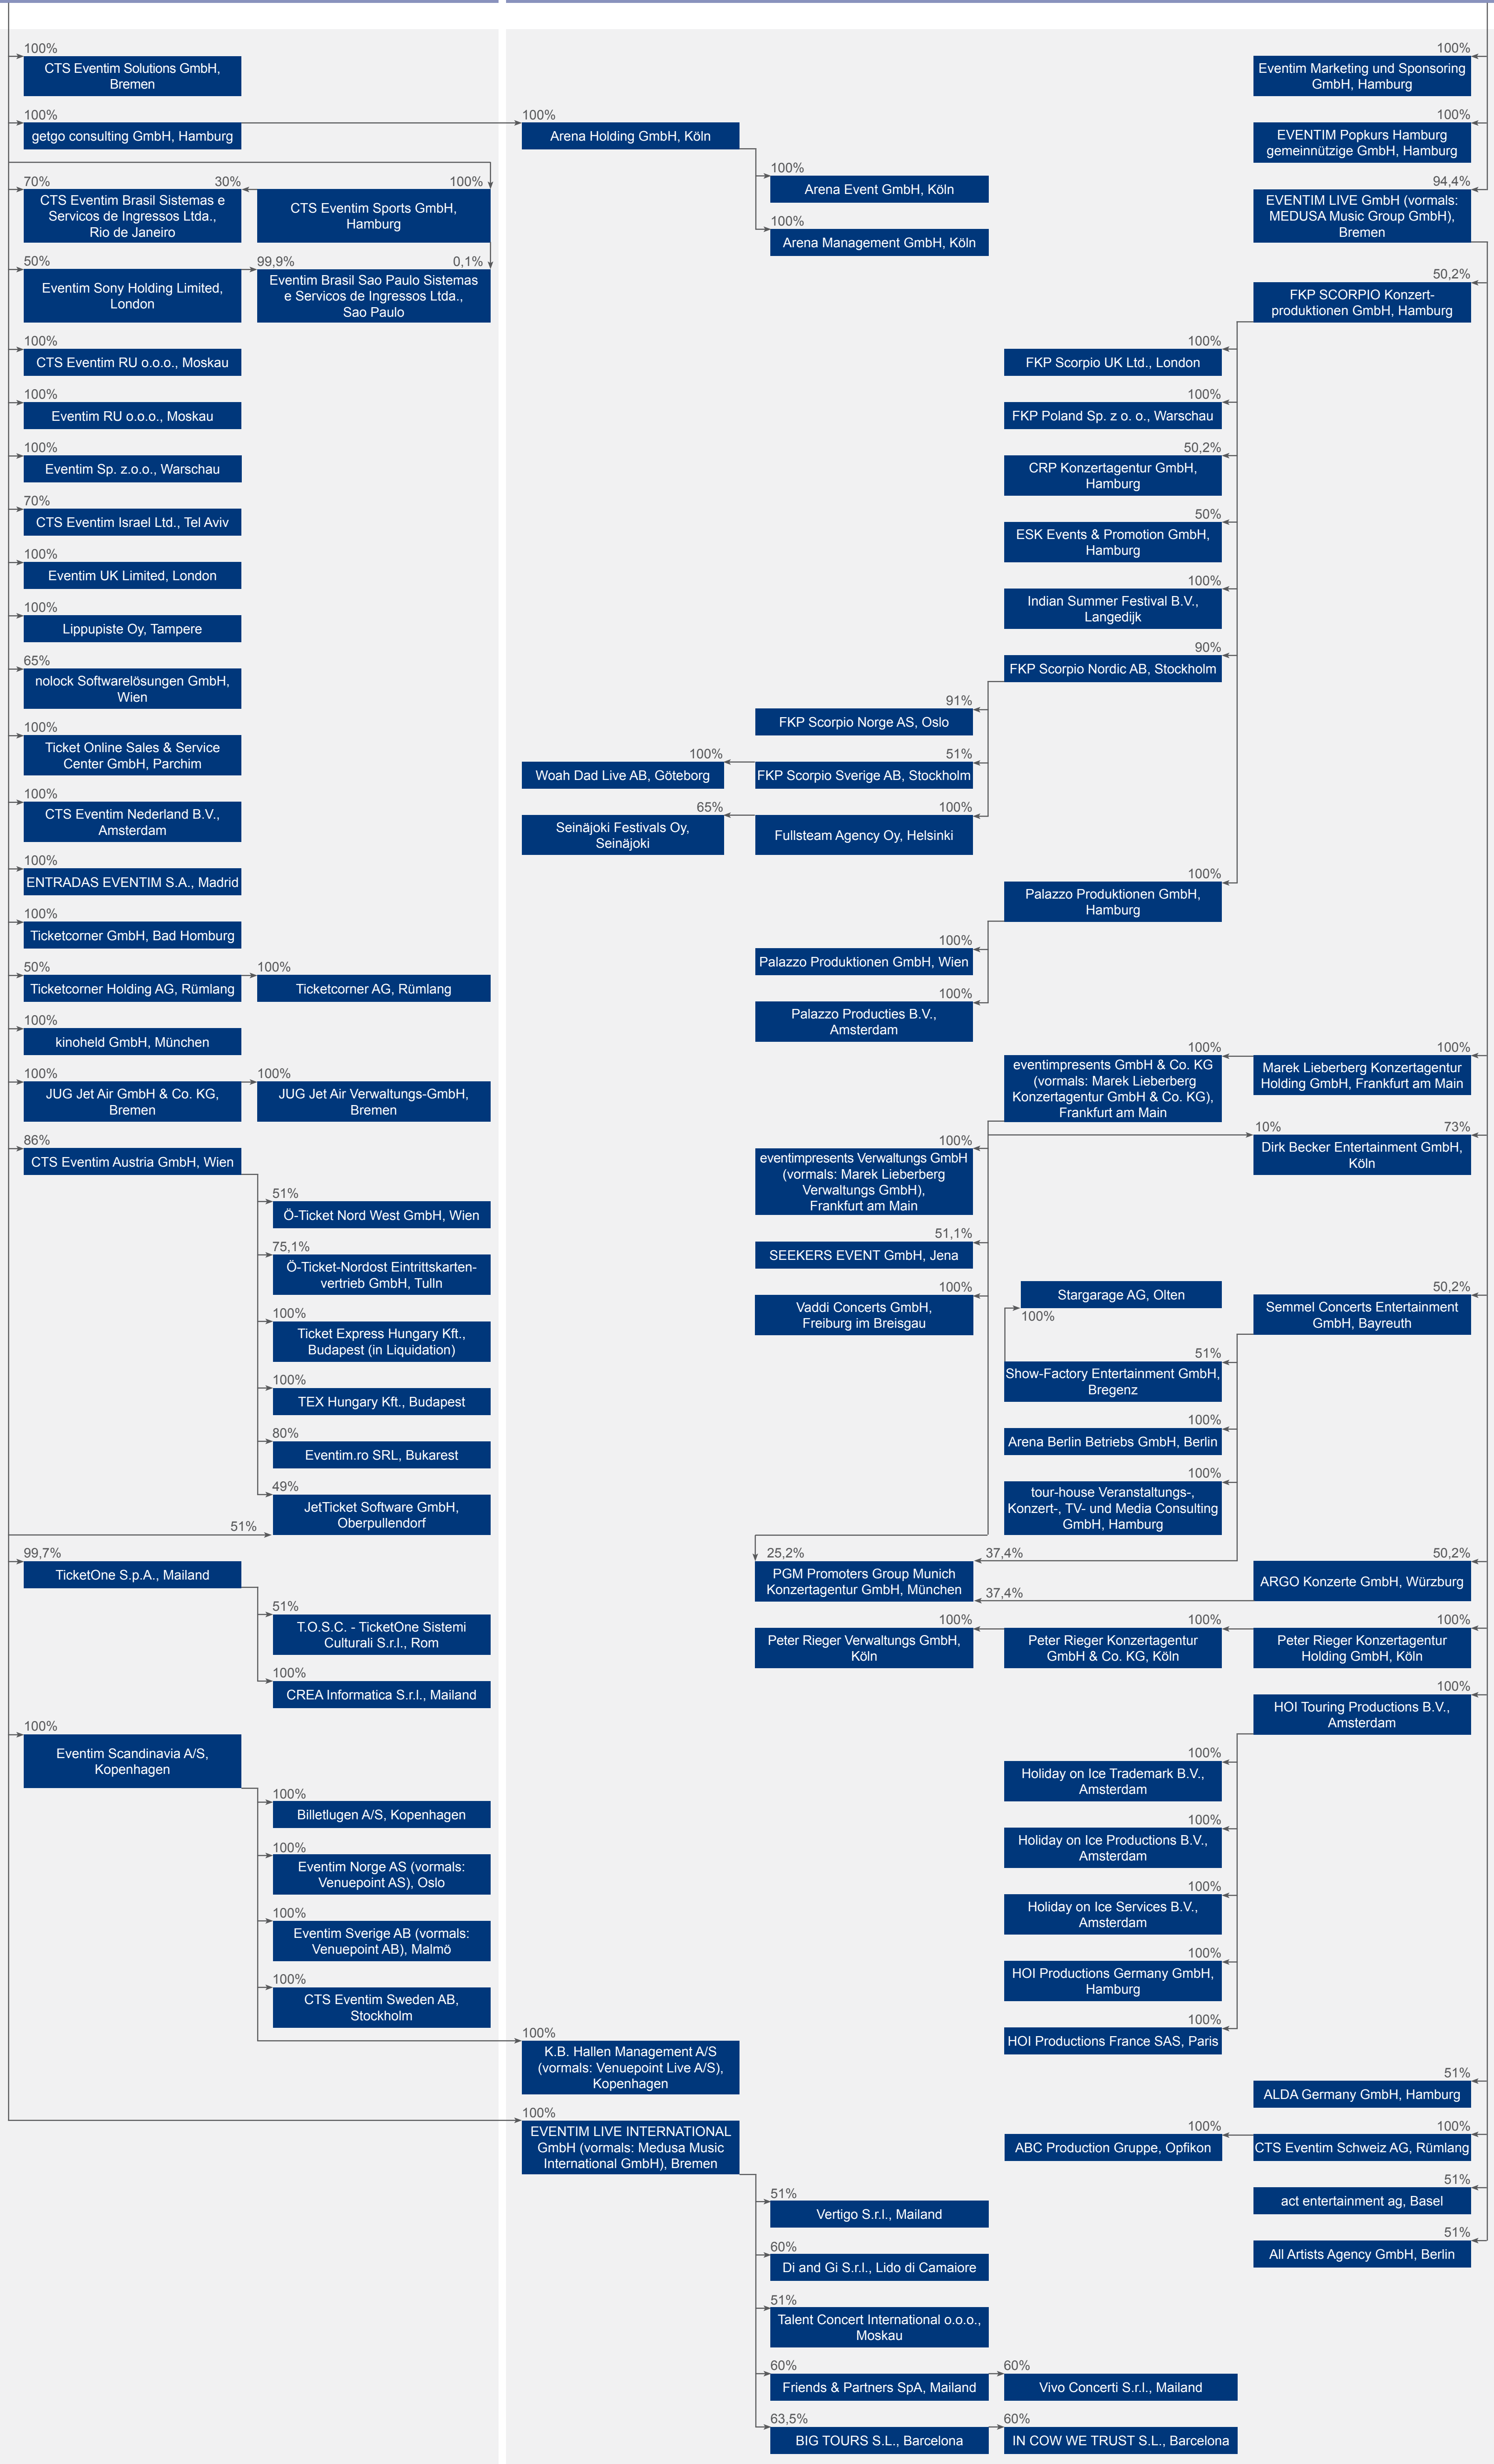 100%
CTS Eventim Solutions GmbH,
Bremen
100%
getgo consulting GmbH, Hamburg
70%
30%
CTS Eventim Brasil Sistemas e
Servicos de Ingressos Ltda.,
Rio de Janeiro
100%
CTS Eventim Sports GmbH,
Hamburg
50%
Eventim Sony Holding Limited,
London
99,9%
0,1%
Eventim Brasil Sao Paulo Sistemas
e Servicos de Ingressos Ltda.,
Sao Paulo
100%
CTS Eventim RU o.o.o., Moskau
100%
Eventim RU o.o.o., Moskau
100%
Eventim Sp. z.o.o., Warschau
70%
CTS Eventim Israel Ltd., Tel Aviv
100%
Eventim UK Limited, London
100%
Lippupiste Oy, Tampere
65%
nolock Softwarelösungen GmbH,
Wien
100%
Ticket Online Sales & Service
Center GmbH, Parchim
100%
CTS Eventim Nederland B.V.,
Amsterdam
100%
ENTRADAS EVENTIM S.A., Madrid
100%
Ticketcorner GmbH, Bad Homburg
50%
Ticketcorner Holding AG, Rümlang
100%
Ticketcorner AG, Rümlang
100%
kinoheld GmbH, München
100%
JUG Jet Air GmbH & Co. KG,
Bremen
100%
JUG Jet Air Verwaltungs-GmbH,
Bremen
86%
CTS Eventim Austria GmbH, Wien
51%
Ö-Ticket Nord West GmbH, Wien
75,1%
Ö-Ticket-Nordost Eintrittskarten-
vertrieb GmbH, Tulln
100%
Ticket Express Hungary Kft.,
Budapest (in Liquidation)
100%
TEX Hungary Kft., Budapest
80%
Eventim.ro SRL, Bukarest
49%
JetTicket Software GmbH,
Oberpullendorf
51%
99,7%
TicketOne S.p.A., Mailand
51%
T.O.S.C. - TicketOne Sistemi
Culturali S.r.l., Rom
100%
CREA Informatica S.r.l., Mailand
100%
Eventim Scandinavia A/S,
Kopenhagen
100%
Billetlugen A/S, Kopenhagen
100%
Eventim Norge AS (vormals:
Venuepoint AS), Oslo
100%
Eventim Sverige AB (vormals:
Venuepoint AB), Malmö
100%
CTS Eventim Sweden AB,
Stockholm
100%
Arena Holding GmbH, Köln
100%
Arena Event GmbH, Köln
100%
Arena Management GmbH, Köln
100%
Eventim Marketing und Sponsoring
GmbH, Hamburg
100%
EVENTIM Popkurs Hamburg
gemeinnützige GmbH, Hamburg
94,4%
EVENTIM LIVE GmbH (vormals:
MEDUSA Music Group GmbH),
Bremen
50,2%
FKP SCORPIO Konzert-
produktionen GmbH, Hamburg
100%
FKP Scorpio UK Ltd., London
100%
FKP Poland Sp. z o. o., Warschau
50,2%
CRP Konzertagentur GmbH,
Hamburg
50%
ESK Events & Promotion GmbH,
Hamburg
100%
Indian Summer Festival B.V.,
Langedijk
90%
FKP Scorpio Nordic AB, Stockholm
91%
FKP Scorpio Norge AS, Oslo
100%
Woah Dad Live AB, Göteborg
51%
FKP Scorpio Sverige AB, Stockholm
65%
Seinäjoki Festivals Oy,
Seinäjoki
100%
Fullsteam Agency Oy, Helsinki
100%
Palazzo Produktionen GmbH,
Hamburg
100%
Palazzo Produktionen GmbH, Wien
100%
Palazzo Producties B.V.,
Amsterdam
100%
eventimpresents GmbH & Co. KG
(vormals: Marek Lieberberg
Konzertagentur GmbH & Co. KG),
Frankfurt am Main
100%
Marek Lieberberg Konzertagentur
Holding GmbH, Frankfurt am Main
10%
73%
Dirk Becker Entertainment GmbH,
Köln
100%
eventimpresents Verwaltungs GmbH
(vormals: Marek Lieberberg
Verwaltungs GmbH),
Frankfurt am Main
51,1%
SEEKERS EVENT GmbH, Jena
100%
Vaddi Concerts GmbH,
Freiburg im Breisgau
Stargarage AG, Olten
100%
50,2%
Semmel Concerts Entertainment
GmbH, Bayreuth
51%
Show-Factory Entertainment GmbH,
Bregenz
100%
Arena Berlin Betriebs GmbH, Berlin
100%
tour-house Veranstaltungs-,
Konzert-, TV- und Media Consulting
GmbH, Hamburg
25,2%
37,4%
PGM Promoters Group Munich
Konzertagentur GmbH, München
37,4%
50,2%
ARGO Konzerte GmbH, Würzburg
100%
Peter Rieger Verwaltungs GmbH,
Köln
100%
Peter Rieger Konzertagentur
GmbH & Co. KG, Köln
100%
Peter Rieger Konzertagentur
Holding GmbH, Köln
100%
HOI Touring Productions B.V.,
Amsterdam
100%
Holiday on Ice Trademark B.V.,
Amsterdam
100%
Holiday on Ice Productions B.V.,
Amsterdam
100%
Holiday on Ice Services B.V.,
Amsterdam
100%
HOI Productions Germany GmbH,
Hamburg
100%
HOI Productions France SAS, Paris
100%
K.B. Hallen Management A/S
(vormals: Venuepoint Live A/S),
Kopenhagen
51%
ALDA Germany GmbH, Hamburg
100%
ABC Production Gruppe, Opfikon
100%
CTS Eventim Schweiz AG, Rümlang
51%
act entertainment ag, Basel
51%
All Artists Agency GmbH, Berlin
100%
EVENTIM LIVE INTERNATIONAL
GmbH (vormals: Medusa Music
International GmbH), Bremen
51%
Vertigo S.r.l., Mailand
60%
Di and Gi S.r.l., Lido di Camaiore
51%
Talent Concert International o.o.o.,
Moskau
60%
Friends & Partners SpA, Mailand
60%
Vivo Concerti S.r.l., Mailand
63,5%
BIG TOURS S.L., Barcelona
60%
IN COW WE TRUST S.L., Barcelona